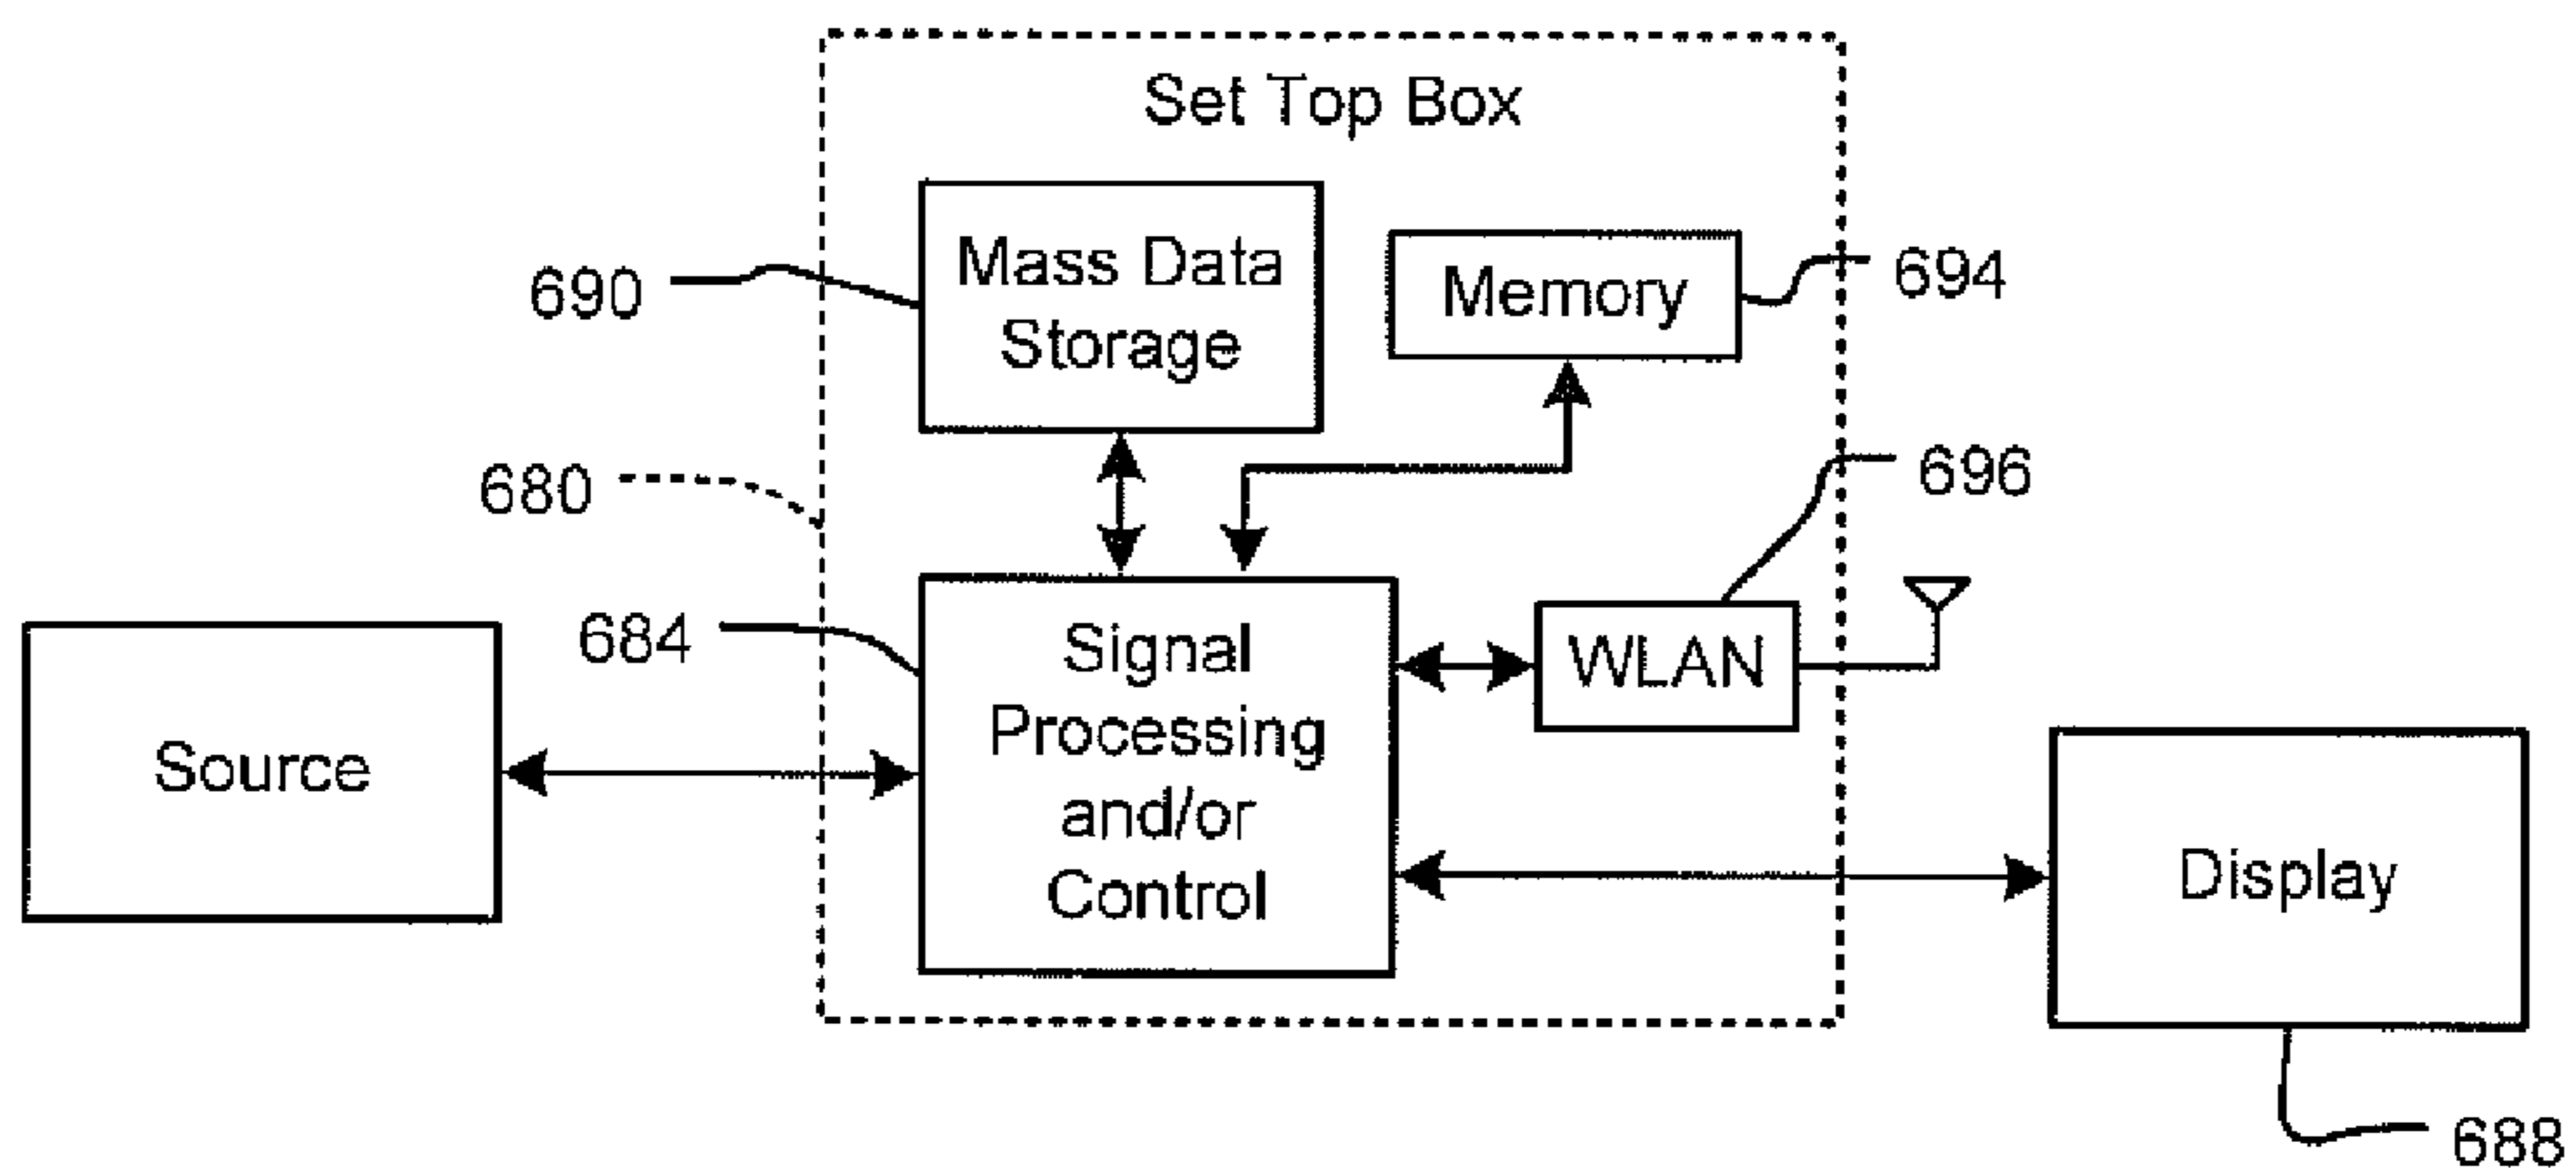 Set Top Box
Mass Data
Storage
Memory
690
694
680
696
684
Signal
Processing
and/or
Control
WLAN
Source
Display
688